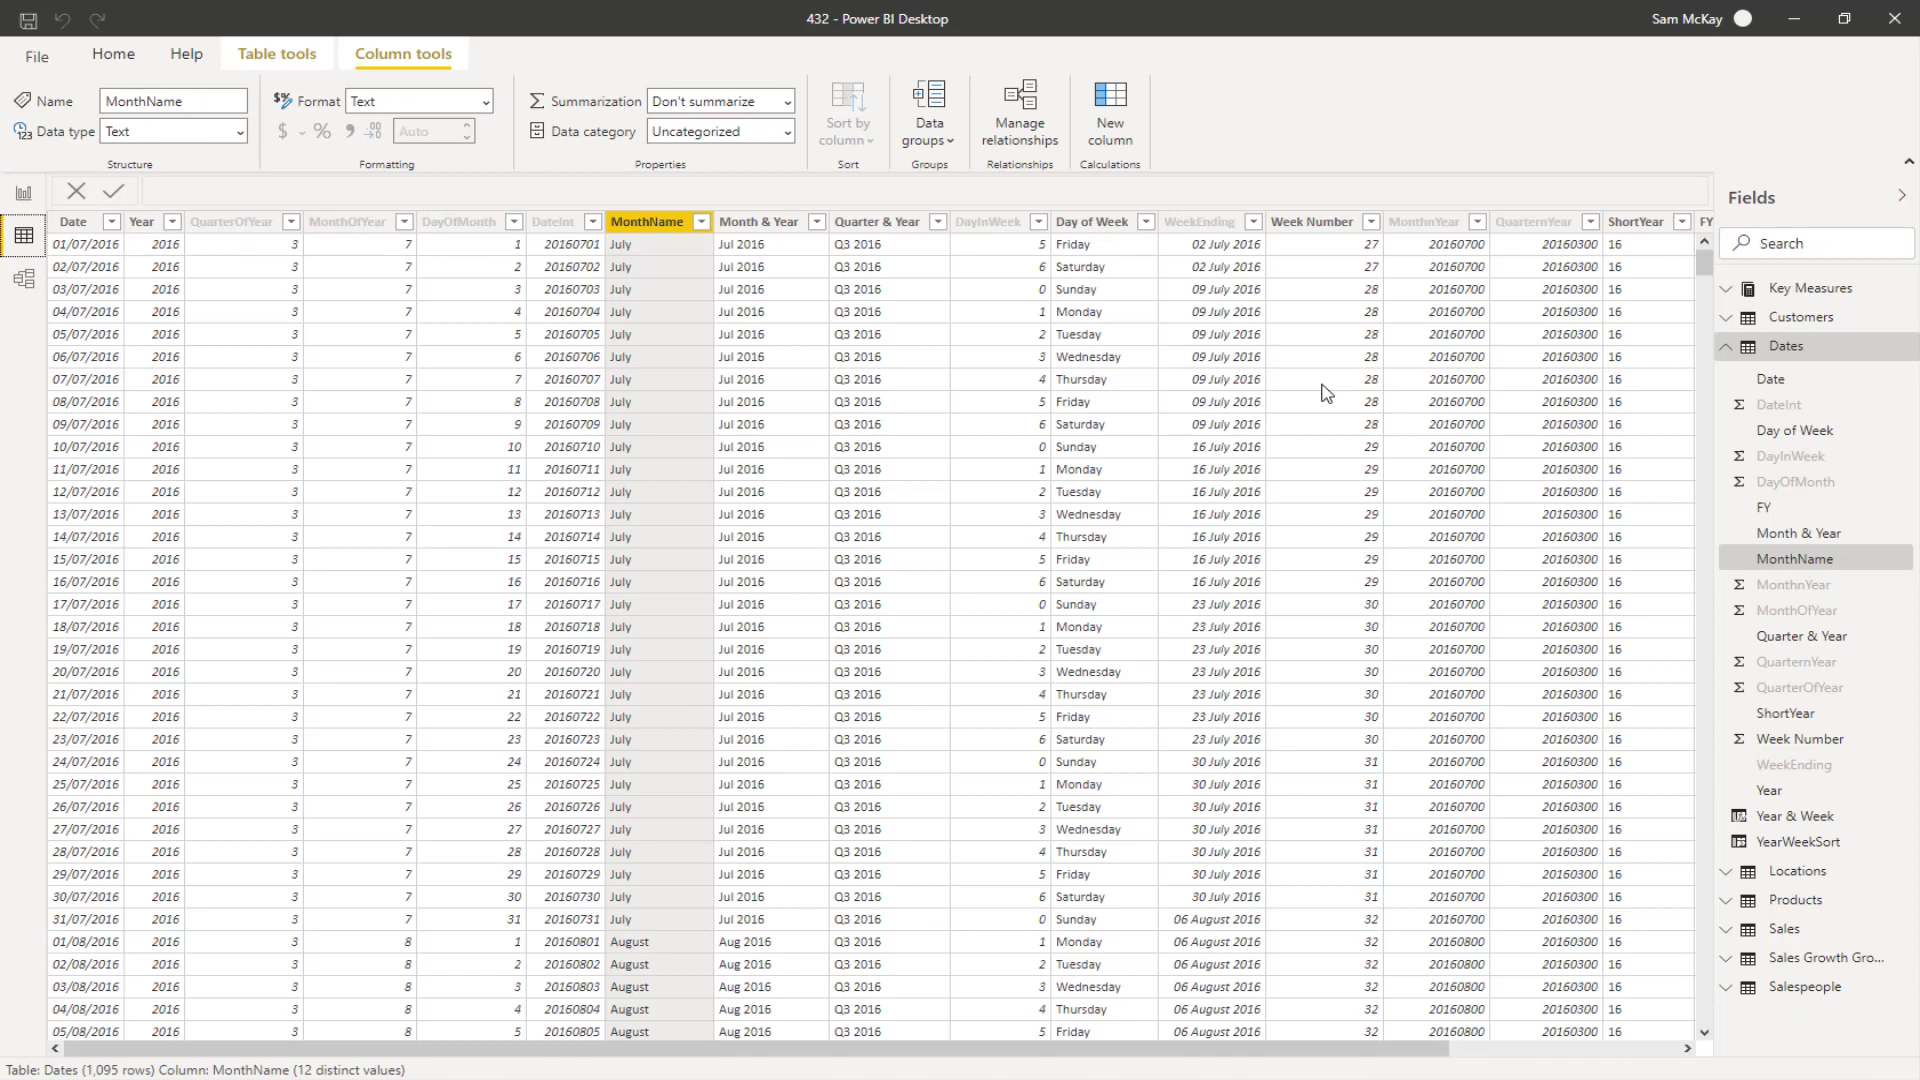 432 - Power BI Desktop
Sam McKay
File Home Help Table tools Column tools
Name MonthName
Data type Text
Structure
Format Text
$ % 9 .00 Auto
Formatting
Summarization Don't summarize
Data category Uncategorized
Properties
Sort by
column
Sort
Data
groups
Groups
Manage
relationships
Relationships
New
column
Calculations
Date Year QuarterOfYear MonthOfYear DayOfMonth DateInt MonthName Month & Year Quarter & Year DayInWeek Day of Week WeekEnding Week Number MonthnYear QuarternYear ShortYear FY
01/07/2016 2016 3 7 1 20160701 July Jul 2016 Q3 2016 5 Friday 02 July 2016 27 20160700 20160300 16
02/07/2016 2016 3 7 2 20160702 July Jul 2016 Q3 2016 6 Saturday 02 July 2016 27 20160700 20160300 16
03/07/2016 2016 3 7 3 20160703 July Jul 2016 Q3 2016 0 Sunday 09 July 2016 28 20160700 20160300 16
04/07/2016 2016 3 7 4 20160704 July Jul 2016 Q3 2016 1 Monday 09 July 2016 28 20160700 20160300 16
05/07/2016 2016 3 7 5 20160705 July Jul 2016 Q3 2016 2 Tuesday 09 July 2016 28 20160700 20160300 16
06/07/2016 2016 3 7 6 20160706 July Jul 2016 Q3 2016 3 Wednesday 09 July 2016 28 20160700 20160300 16
07/07/2016 2016 3 7 7 20160707 July Jul 2016 Q3 2016 4 Thursday 09 July 2016 28 20160700 20160300 16
08/07/2016 2016 3 7 8 20160708 July Jul 2016 Q3 2016 5 Friday 09 July 2016 28 20160700 20160300 16
09/07/2016 2016 3 7 9 20160709 July Jul 2016 Q3 2016 6 Saturday 09 July 2016 28 20160700 20160300 16
10/07/2016 2016 3 7 10 20160710 July Jul 2016 Q3 2016 0 Sunday 16 July 2016 29 20160700 20160300 16
11/07/2016 2016 3 7 11 20160711 July Jul 2016 Q3 2016 1 Monday 16 July 2016 29 20160700 20160300 16
12/07/2016 2016 3 7 12 20160712 July Jul 2016 Q3 2016 2 Tuesday 16 July 2016 29 20160700 20160300 16
13/07/2016 2016 3 7 13 20160713 July Jul 2016 Q3 2016 3 Wednesday 16 July 2016 29 20160700 20160300 16
14/07/2016 2016 3 7 14 20160714 July Jul 2016 Q3 2016 4 Thursday 16 July 2016 29 20160700 20160300 16
15/07/2016 2016 3 7 15 20160715 July Jul 2016 Q3 2016 5 Friday 16 July 2016 29 20160700 20160300 16
16/07/2016 2016 3 7 16 20160716 July Jul 2016 Q3 2016 6 Saturday 16 July 2016 29 20160700 20160300 16
17/07/2016 2016 3 7 17 20160717 July Jul 2016 Q3 2016 0 Sunday 23 July 2016 30 20160700 20160300 16
18/07/2016 2016 3 7 18 20160718 July Jul 2016 Q3 2016 1 Monday 23 July 2016 30 20160700 20160300 16
19/07/2016 2016 3 7 19 20160719 July Jul 2016 Q3 2016 2 Tuesday 23 July 2016 30 20160700 20160300 16
20/07/2016 2016 3 7 20 20160720 July Jul 2016 Q3 2016 3 Wednesday 23 July 2016 30 20160700 20160300 16
21/07/2016 2016 3 7 21 20160721 July Jul 2016 Q3 2016 4 Thursday 23 July 2016 30 20160700 20160300 16
22/07/2016 2016 3 7 22 20160722 July Jul 2016 Q3 2016 5 Friday 23 July 2016 30 20160700 20160300 16
23/07/2016 2016 3 7 23 20160723 July Jul 2016 Q3 2016 6 Saturday 23 July 2016 30 20160700 20160300 16
24/07/2016 2016 3 7 24 20160724 July Jul 2016 Q3 2016 0 Sunday 30 July 2016 31 20160700 20160300 16
25/07/2016 2016 3 7 25 20160725 July Jul 2016 Q3 2016 1 Monday 30 July 2016 31 20160700 20160300 16
26/07/2016 2016 3 7 26 20160726 July Jul 2016 Q3 2016 2 Tuesday 30 July 2016 31 20160700 20160300 16
27/07/2016 2016 3 7 27 20160727 July Jul 2016 Q3 2016 3 Wednesday 30 July 2016 31 20160700 20160300 16
28/07/2016 2016 3 7 28 20160728 July Jul 2016 Q3 2016 4 Thursday 30 July 2016 31 20160700 20160300 16
29/07/2016 2016 3 7 29 20160729 July Jul 2016 Q3 2016 5 Friday 30 July 2016 31 20160700 20160300 16
30/07/2016 2016 3 7 30 20160730 July Jul 2016 Q3 2016 6 Saturday 30 July 2016 31 20160700 20160300 16
31/07/2016 2016 3 7 31 20160731 July Jul 2016 Q3 2016 0 Sunday 06 August 2016 32 20160700 20160300 16
01/08/2016 2016 3 8 1 20160801 August Aug 2016 Q3 2016 1 Monday 06 August 2016 32 20160800 20160300 16
02/08/2016 2016 3 8 2 20160802 August Aug 2016 Q3 2016 2 Tuesday 06 August 2016 32 20160800 20160300 16
03/08/2016 2016 3 8 3 20160803 August Aug 2016 Q3 2016 3 Wednesday 06 August 2016 32 20160800 20160300 16
04/08/2016 2016 3 8 4 20160804 August Aug 2016 Q3 2016 4 Thursday 06 August 2016 32 20160800 20160300 16
05/08/2016 2016 3 8 5 20160805 August Aug 2016 Q3 2016 5 Friday 06 August 2016 32 20160800 20160300 16
Fields
Search
Key Measures
Customers
Dates
Date
DateInt
Day of Week
DayInWeek
DayOfMonth
FY
Month & Year
MonthName
MonthnYear
MonthOfYear
Quarter & Year
QuarternYear
QuarterOfYear
ShortYear
Week Number
WeekEnding
Year
Year & Week
YearWeekSort
Locations
Products
Sales
Sales Growth Gro...
Salespeople
Table: Dates (1,095 rows) Column: MonthName (12 distinct values)